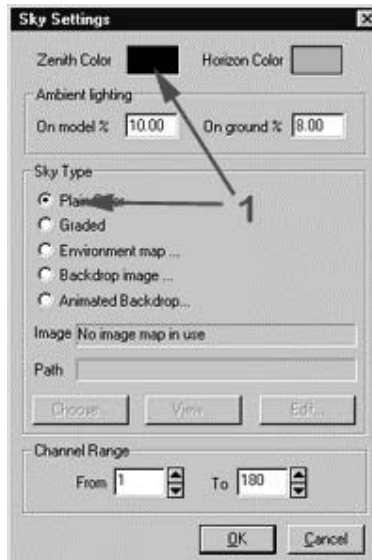 Sky Settings
Zenith Color Horizon Color
Ambient lighting
On model % 10.00 On ground % 8.00
Sky Type
Plain
1
Graded
Environment map ...
Backdrop image ...
Animated Backdrop...
Image No image map in use
Path
Choose... View Edit...
Channel Range
From 1 To 180
OK Cancel